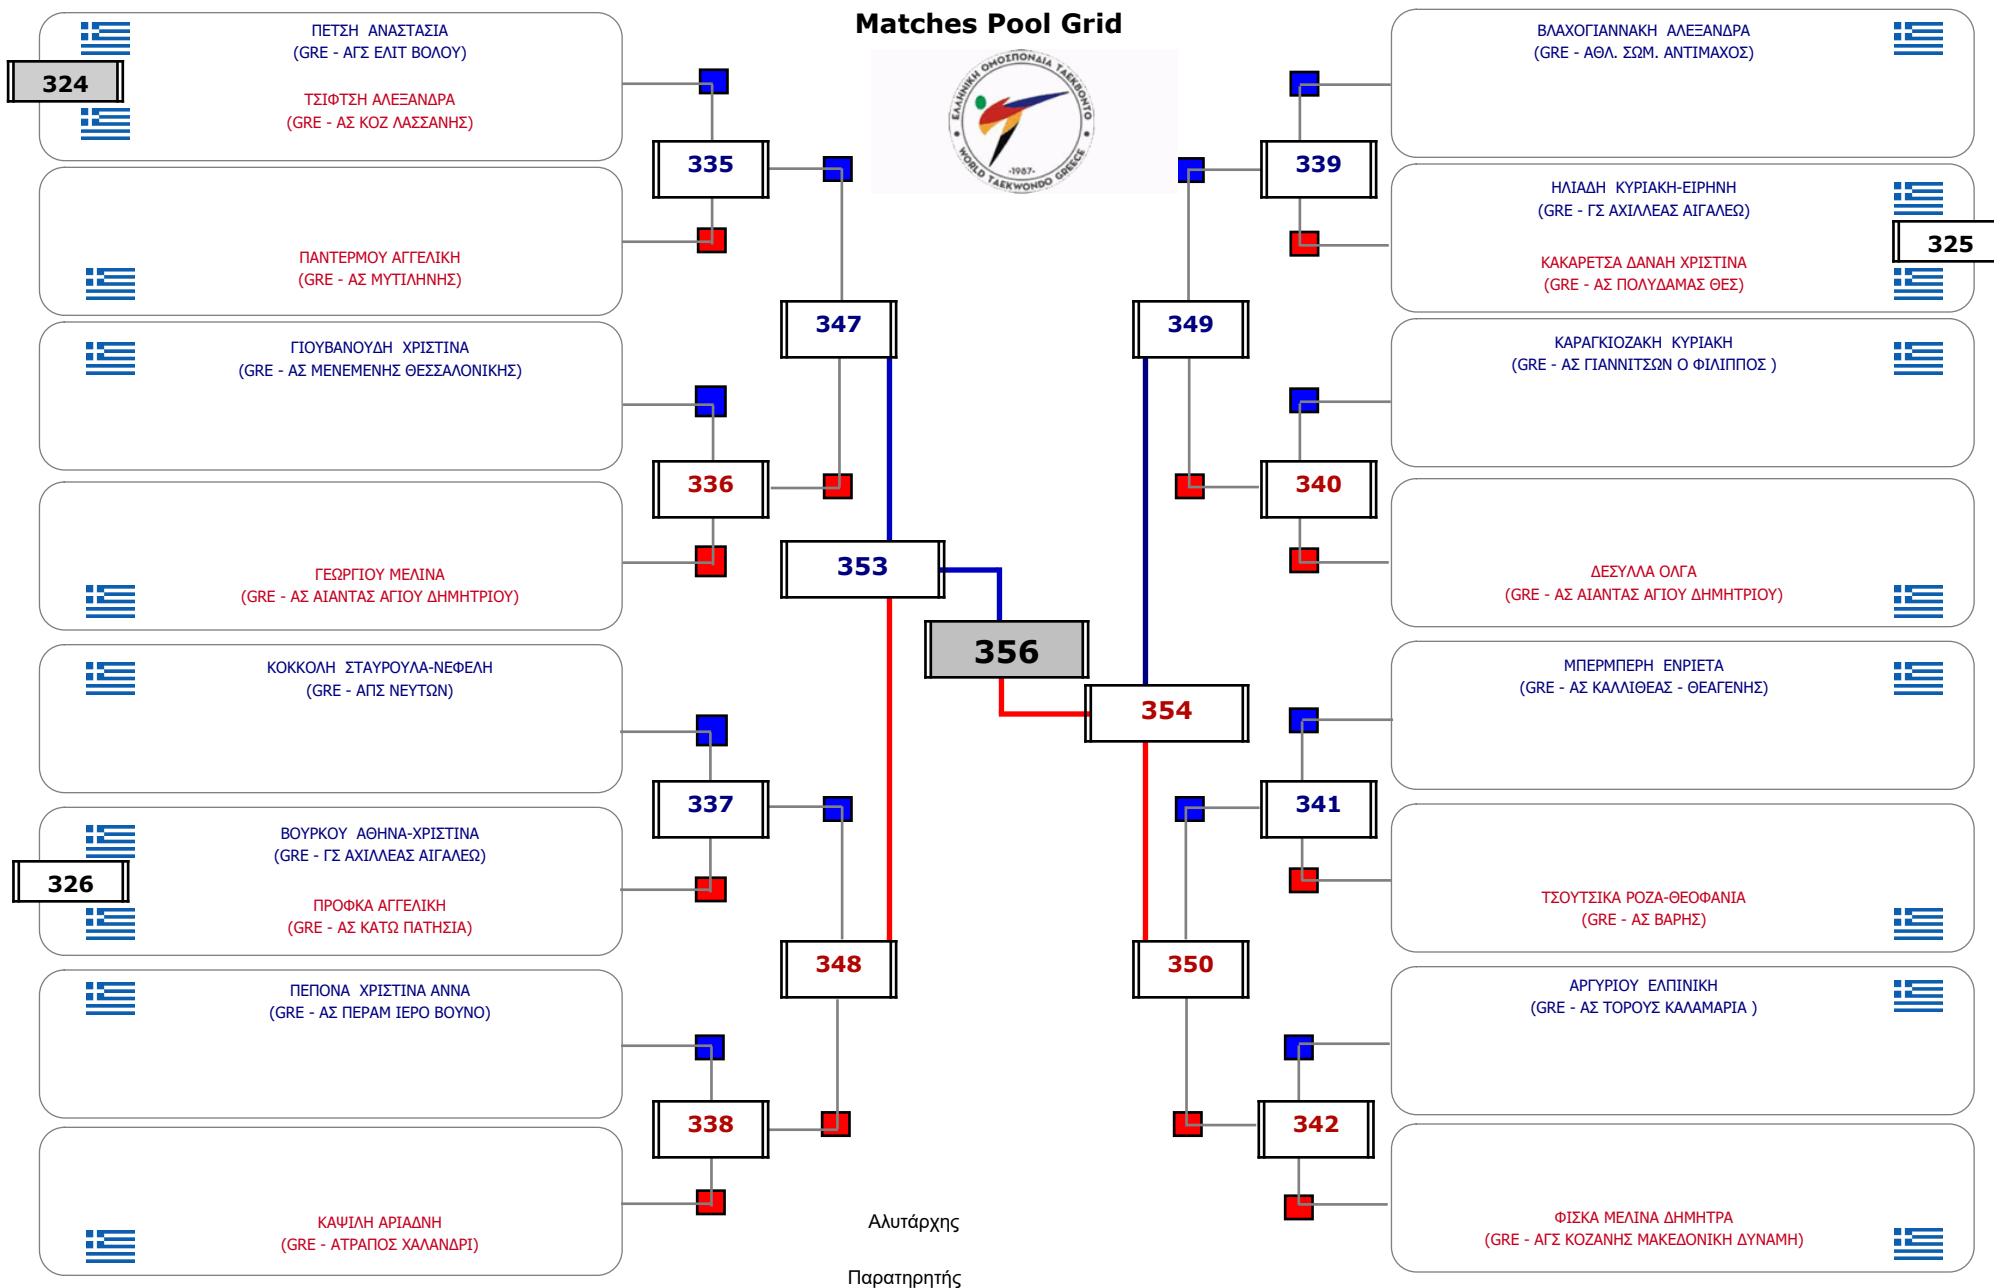 Matches Pool Grid
ΕΛΛΗΝΙΚΗ ΟΜΟΣΠΟΝΔΙΑ ΤΑΕΚΒΟΝΤΟ
-1987-
WORLD TAEKWONDO GREECE
ΠΕΤΣΗ ΑΝΑΣΤΑΣΙΑ
(GRE - ΑΓΣ ΕΛΙΤ ΒΟΛΟΥ)
324
ΤΣΙΦΤΣΗ ΑΛΕΞΑΝΔΡΑ
(GRE - ΑΣ ΚΟΖ ΛΑΣΣΑΝΗΣ)
335
ΠΑΝΤΕΡΜΟΥ ΑΓΓΕΛΙΚΗ
(GRE - ΑΣ ΜΥΤΙΛΗΝΗΣ)
347
ΓΙΟΥΒΑΝΟΥΔΗ ΧΡΙΣΤΙΝΑ
(GRE - ΑΣ ΜΕΝΕΜΕΝΗΣ ΘΕΣΣΑΛΟΝΙΚΗΣ)
336
ΓΕΩΡΓΙΟΥ ΜΕΛΙΝΑ
(GRE - ΑΣ ΑΙΑΝΤΑΣ ΑΓΙΟΥ ΔΗΜΗΤΡΙΟΥ)
353
ΚΟΚΚΟΛΗ ΣΤΑΥΡΟΥΛΑ-ΝΕΦΕΛΗ
(GRE - ΑΠΣ ΝΕΥΤΩΝ)
337
ΒΟΥΡΚΟΥ ΑΘΗΝΑ-ΧΡΙΣΤΙΝΑ
(GRE - ΓΣ ΑΧΙΛΛΕΑΣ ΑΙΓΑΛΕΩ)
326
ΠΡΟΦΚΑ ΑΓΓΕΛΙΚΗ
(GRE - ΑΣ ΚΑΤΩ ΠΑΤΗΣΙΑ)
348
ΠΕΠΟΝΑ ΧΡΙΣΤΙΝΑ ΑΝΝΑ
(GRE - ΑΣ ΠΕΡΑΜ ΙΕΡΟ ΒΟΥΝΟ)
338
ΚΑΨΙΛΗ ΑΡΙΑΔΝΗ
(GRE - ΑΤΡΑΠΟΣ ΧΑΛΑΝΔΡΙ)
356
ΒΛΑΧΟΓΙΑΝΝΑΚΗ ΑΛΕΞΑΝΔΡΑ
(GRE - ΑΘΛ. ΣΩΜ. ΑΝΤΙΜΑΧΟΣ)
339
ΗΛΙΑΔΗ ΚΥΡΙΑΚΗ-ΕΙΡΗΝΗ
(GRE - ΓΣ ΑΧΙΛΛΕΑΣ ΑΙΓΑΛΕΩ)
325
ΚΑΚΑΡΕΤΣΑ ΔΑΝΑΗ ΧΡΙΣΤΙΝΑ
(GRE - ΑΣ ΠΟΛΥΔΑΜΑΣ ΘΕΣ)
349
ΚΑΡΑΓΚΙΟΖΑΚΗ ΚΥΡΙΑΚΗ
(GRE - ΑΣ ΓΙΑΝΝΙΤΣΩΝ Ο ΦΙΛΙΠΠΟΣ )
340
ΔΕΣΥΛΛΑ ΟΛΓΑ
(GRE - ΑΣ ΑΙΑΝΤΑΣ ΑΓΙΟΥ ΔΗΜΗΤΡΙΟΥ)
354
ΜΠΕΡΜΠΕΡΗ ΕΝΡΙΕΤΑ
(GRE - ΑΣ ΚΑΛΛΙΘΕΑΣ - ΘΕΑΓΕΝΗΣ)
341
ΤΣΟΥΤΣΙΚΑ ΡΟΖΑ-ΘΕΟΦΑΝΙΑ
(GRE - ΑΣ ΒΑΡΗΣ)
350
ΑΡΓΥΡΙΟΥ ΕΛΠΙΝΙΚΗ
(GRE - ΑΣ ΤΟΡΟΥΣ ΚΑΛΑΜΑΡΙΑ )
342
ΦΙΣΚΑ ΜΕΛΙΝΑ ΔΗΜΗΤΡΑ
(GRE - ΑΓΣ ΚΟΖΑΝΗΣ ΜΑΚΕΔΟΝΙΚΗ ΔΥΝΑΜΗ)
Αλυτάρχης
Παρατηρητής